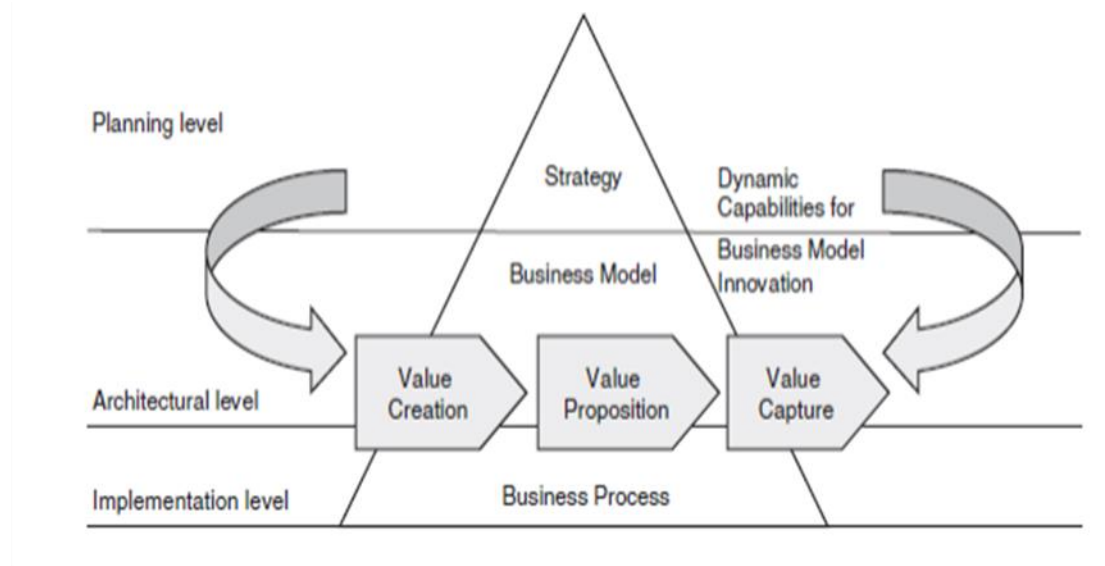 Planning level
Strategy
Dynamic
Capabilities for
Business Model
Innovation
Business Model
Value
Creation
Value
Proposition
Value
Capture
Architectural level
Implementation level
Business Process